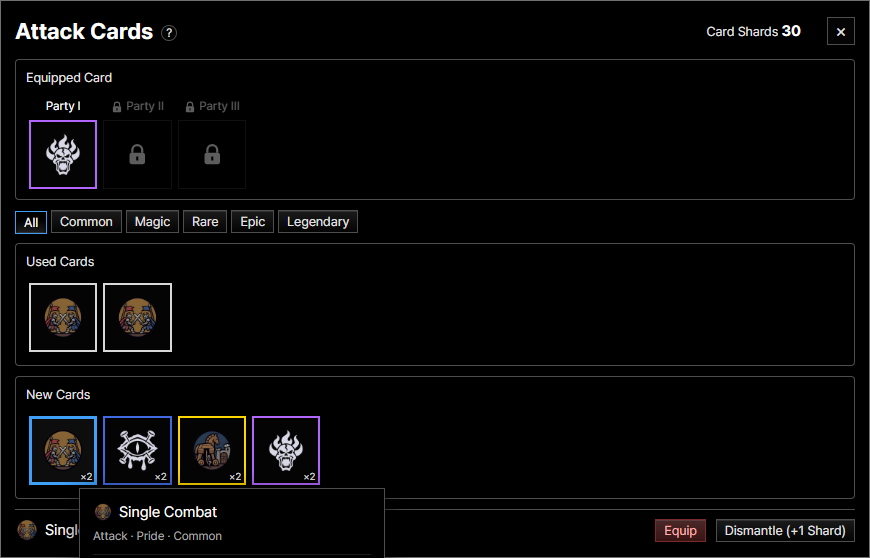 Attack Cards ?
Card Shards 30 ×
Equipped Card
Party I Party II Party III
All Common Magic Rare Epic Legendary
Used Cards
New Cards
×2 ×2 ×2 ×2
Single Combat
Attack · Pride · Common
Equip Dismantle (+1 Shard)